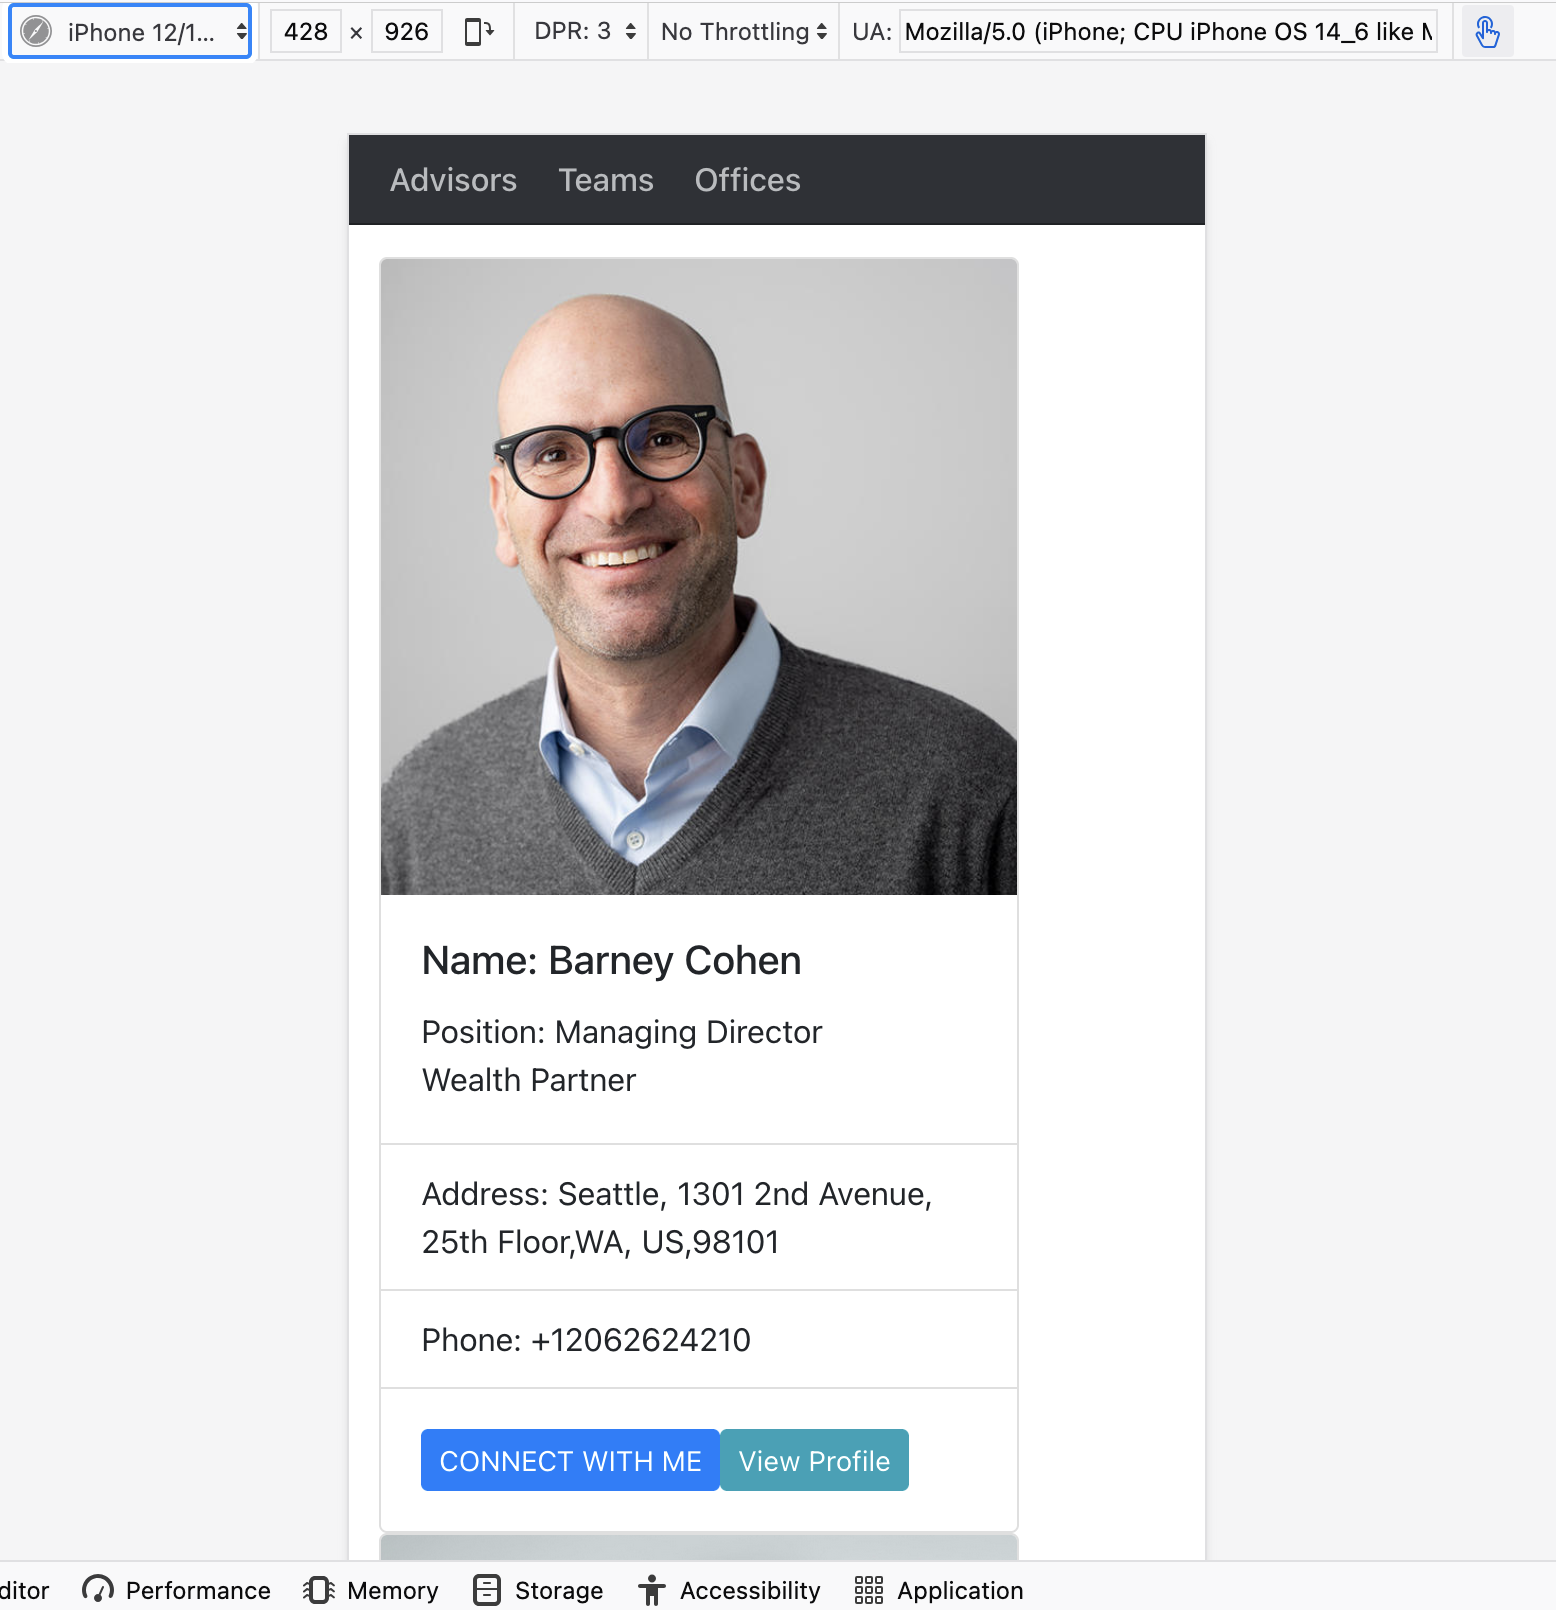 iPhone 12/1... 428 × 926 DPR: 3 No Throttling UA: Mozilla/5.0 (iPhone; CPU iPhone OS 14_6 like
Advisors Teams Offices
Name: Barney Cohen
Position: Managing Director
Wealth Partner
Address: Seattle, 1301 2nd Avenue,
25th Floor,WA, US,98101
Phone: +12062624210
CONNECT WITH ME View Profile
ditor Performance Memory Storage Accessibility Application